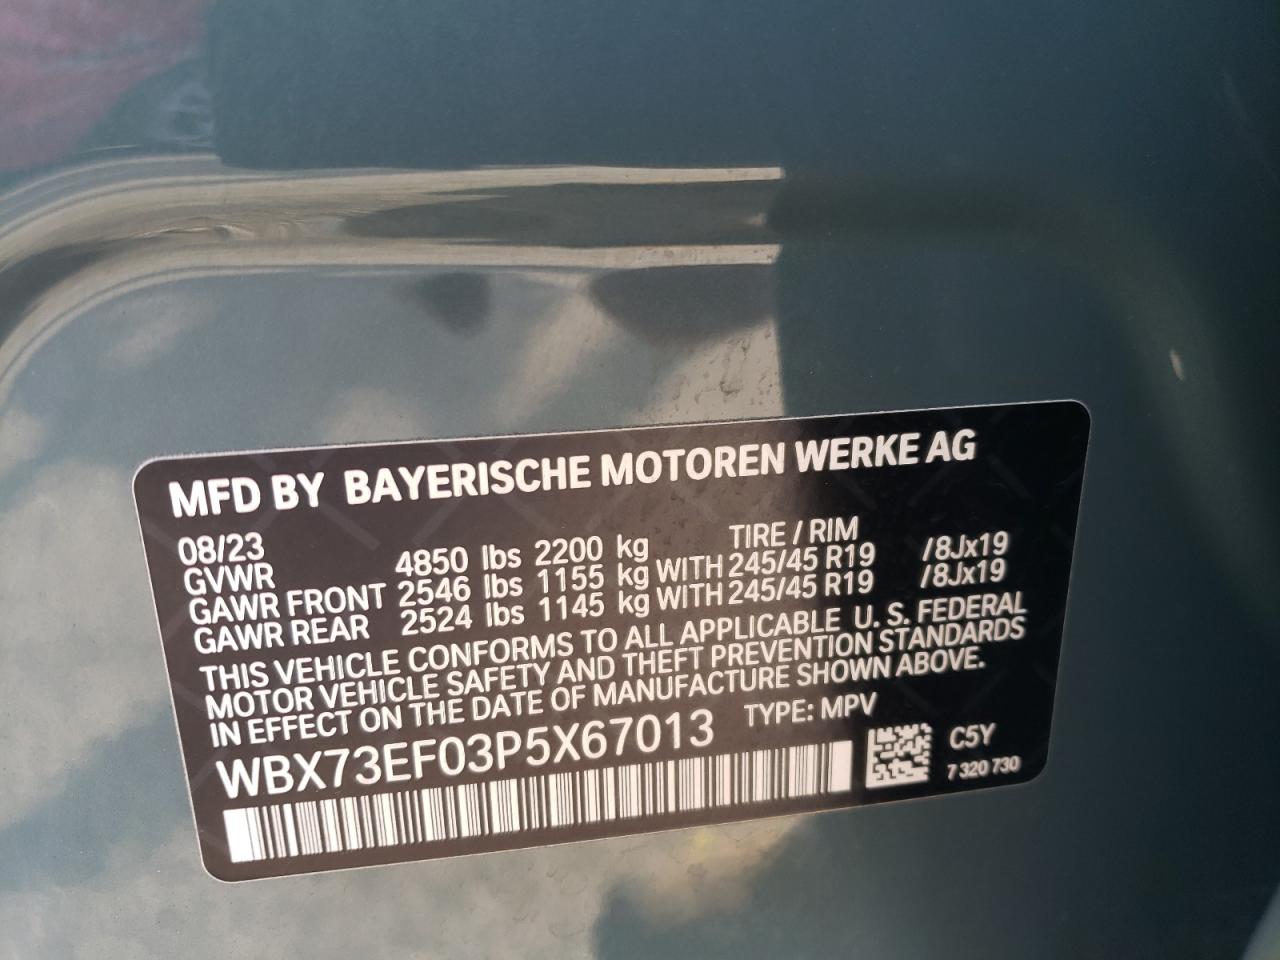 MFD BY BAYERISCHE MOTOREN WERKE AG
08/23 TIRE / RIM
GVWR 4850 lbs 2200 kg
GAWR FRONT 2546 lbs 1155 kg WITH 245/45 R19 /8Jx19
GAWR REAR 2524 lbs 1145 kg WITH 245/45 R19 /8Jx19
THIS VEHICLE CONFORMS TO ALL APPLICABLE U. S. FEDERAL
MOTOR VEHICLE SAFETY AND THEFT PREVENTION STANDARDS
IN EFFECT ON THE DATE OF MANUFACTURE SHOWN ABOVE.
WBX73EF03P5X67013 TYPE: MPV
C5Y
7 320 730